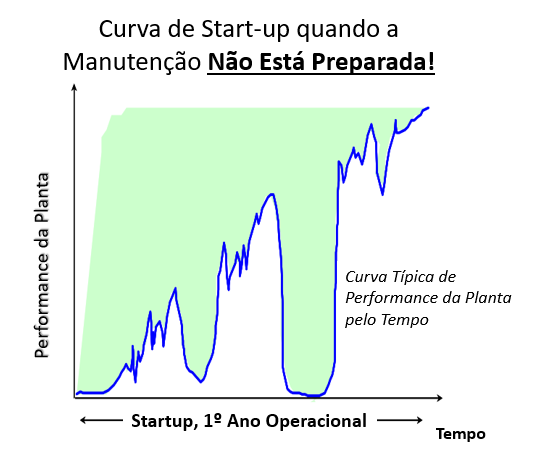 Curva de Start-up quando a
Manutenção Não Está Preparada!
Performance da Planta
Curva Típica de
Performance da Planta
pelo Tempo
Startup, 1º Ano Operacional
Tempo